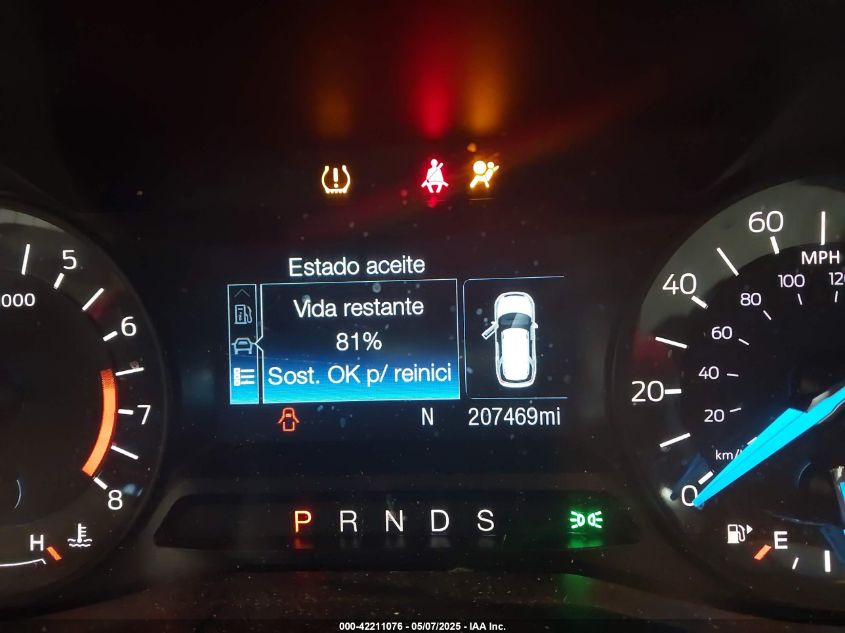 60
MPH
5
40
100
120
80
000
6
60
Estado aceite
Vida restante
81%
Sost. OK p/ reinici
40
20
7
20
N 207469mi
km/
0
8
P R N D S
H
E
000-42211076 - 05/07/2025 - IAA Inc.